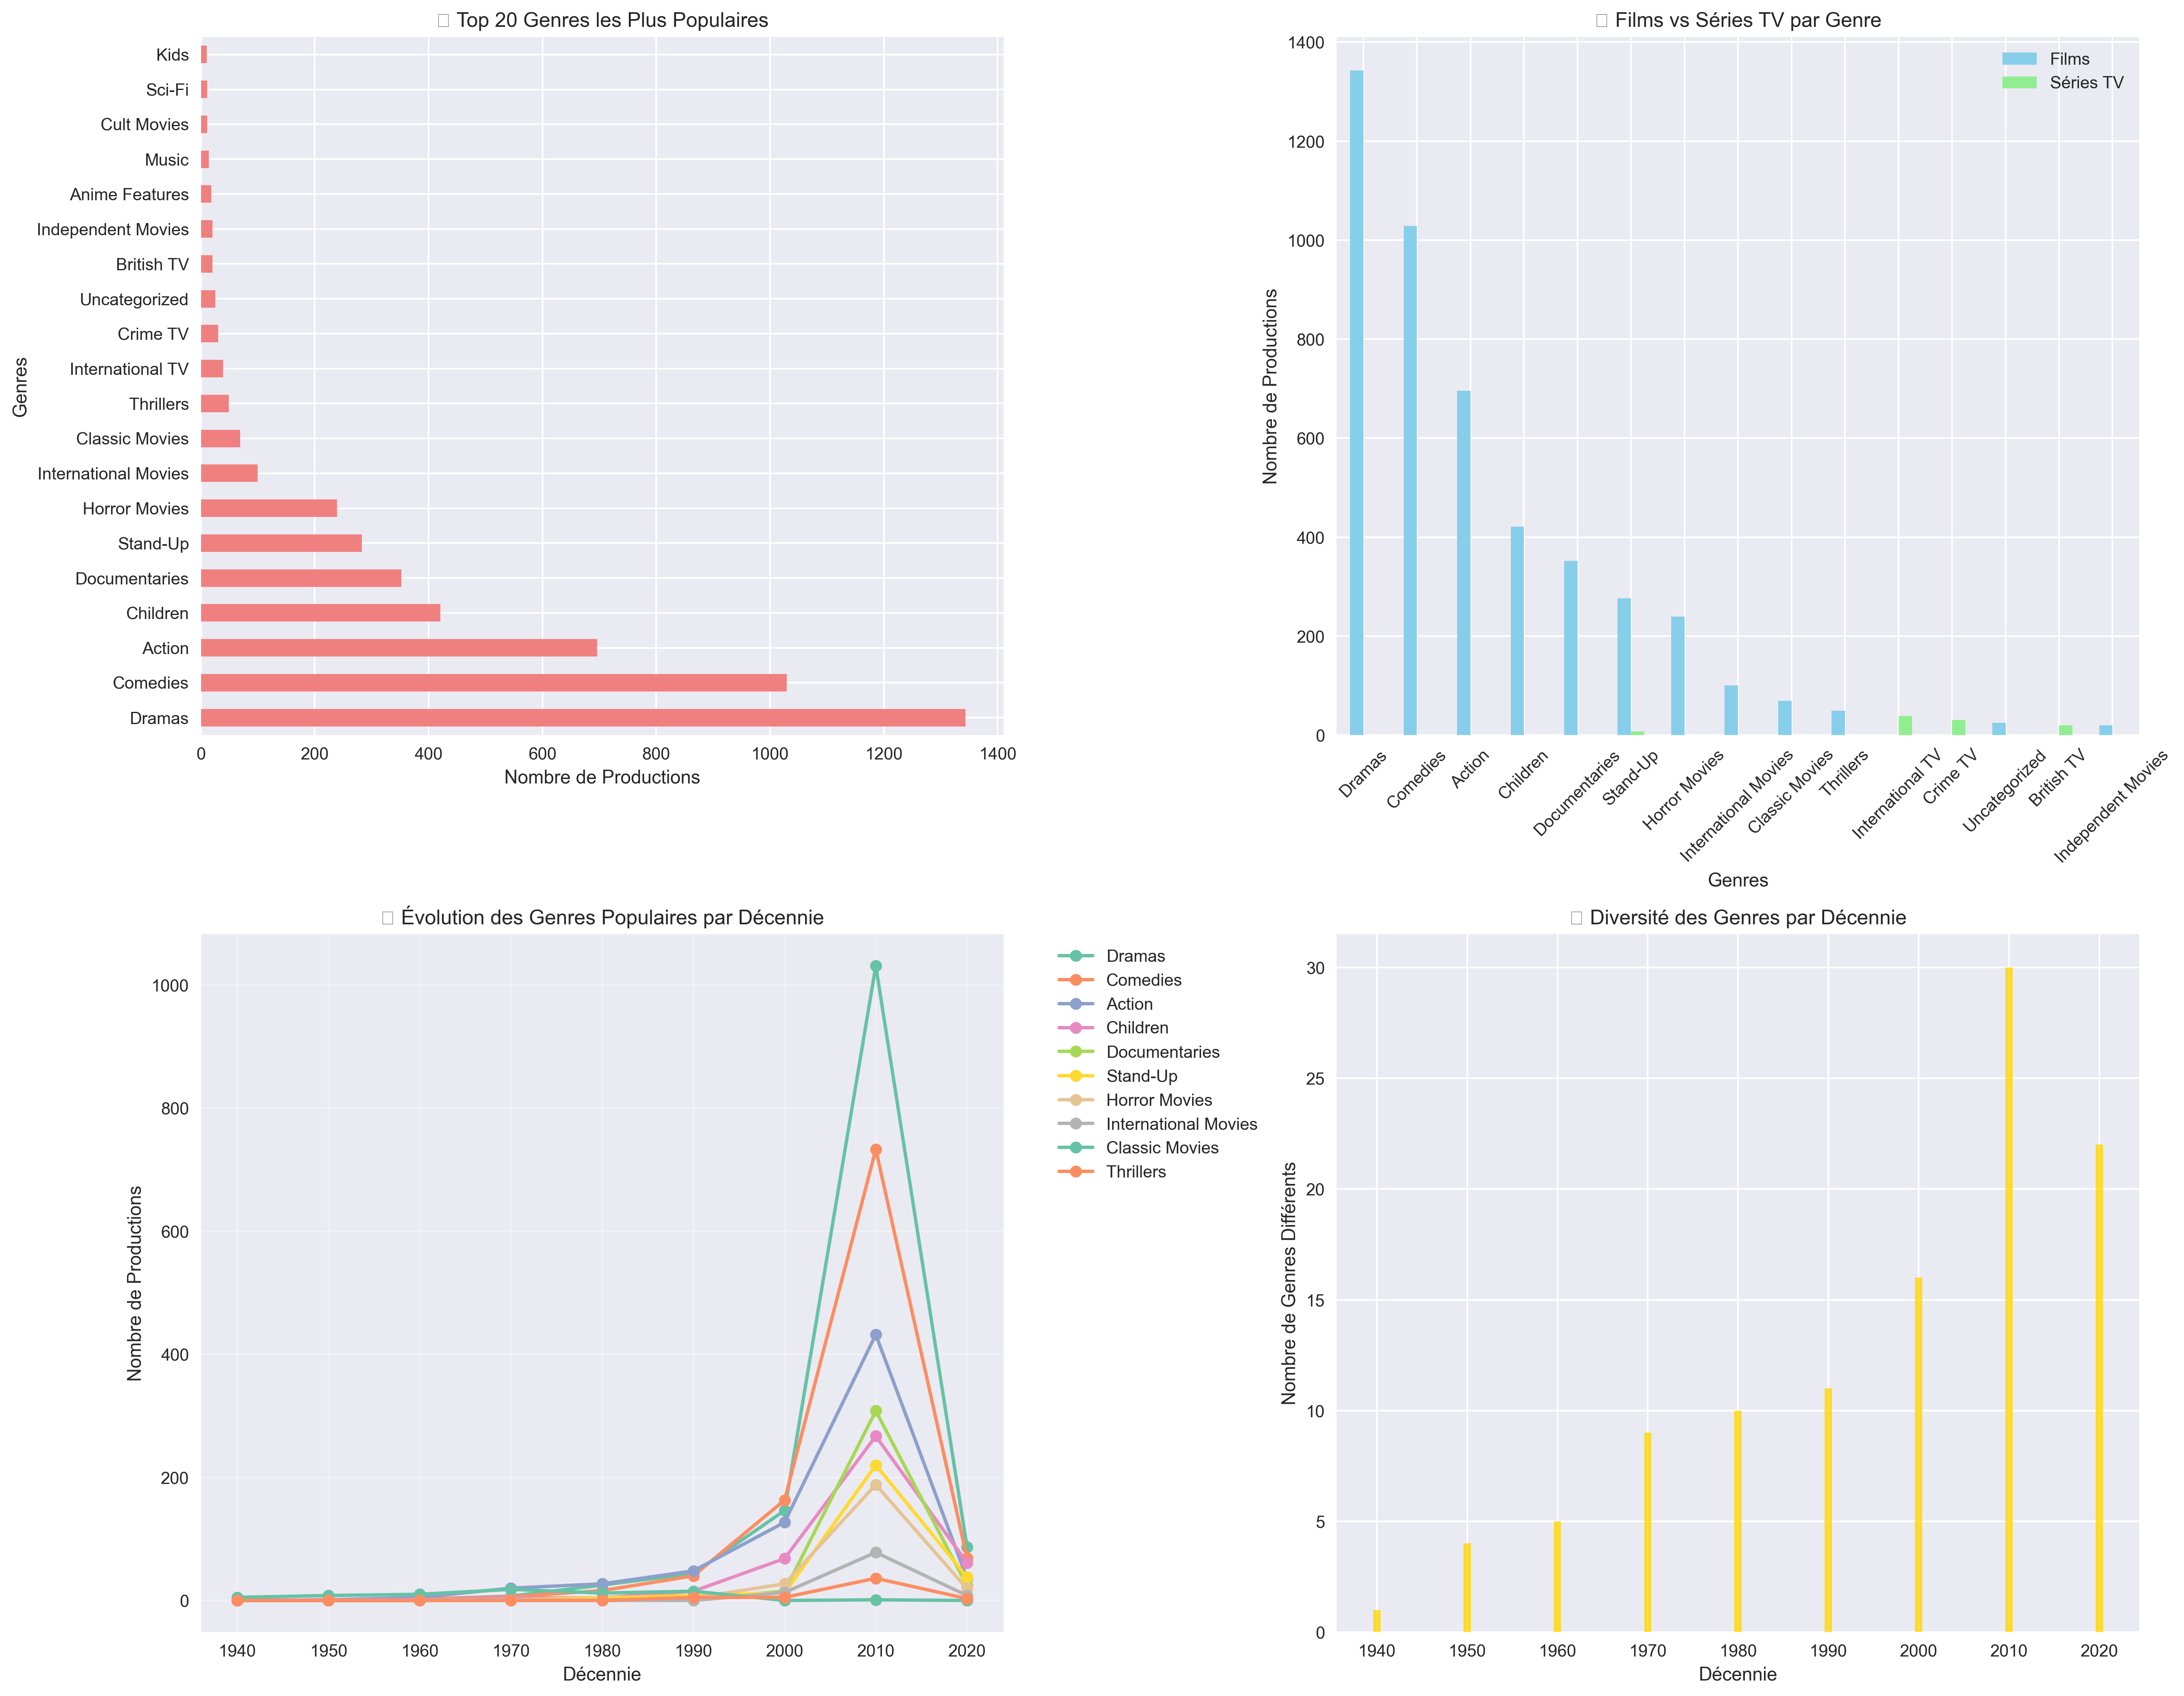 Top 20 Genres les Plus Populaires
Genres
Kids
Sci-Fi
Cult Movies
Music
Anime Features
Independent Movies
British TV
Uncategorized
Crime TV
International TV
Thrillers
Classic Movies
International Movies
Horror Movies
Stand-Up
Documentaries
Children
Action
Comedies
Dramas
0 200 400 600 800 1000 1200 1400
Nombre de Productions
Films vs Séries TV par Genre
Films
Séries TV
Nombre de Productions
1400
1200
1000
800
600
400
200
0
Dramas
Comedies
Action
Children
Documentaries
Stand-Up
Horror Movies
International Movies
Classic Movies
Thrillers
International TV
Crime TV
Uncategorized
British TV
Independent Movies
Genres
Évolution des Genres Populaires par Décennie
Nombre de Productions
1000
800
600
400
200
0
1940 1950 1960 1970 1980 1990 2000 2010 2020
Décennie
Dramas
Comedies
Action
Children
Documentaries
Stand-Up
Horror Movies
International Movies
Classic Movies
Thrillers
Diversité des Genres par Décennie
Nombre de Genres Différents
30
25
20
15
10
5
0
1940 1950 1960 1970 1980 1990 2000 2010 2020
Décennie